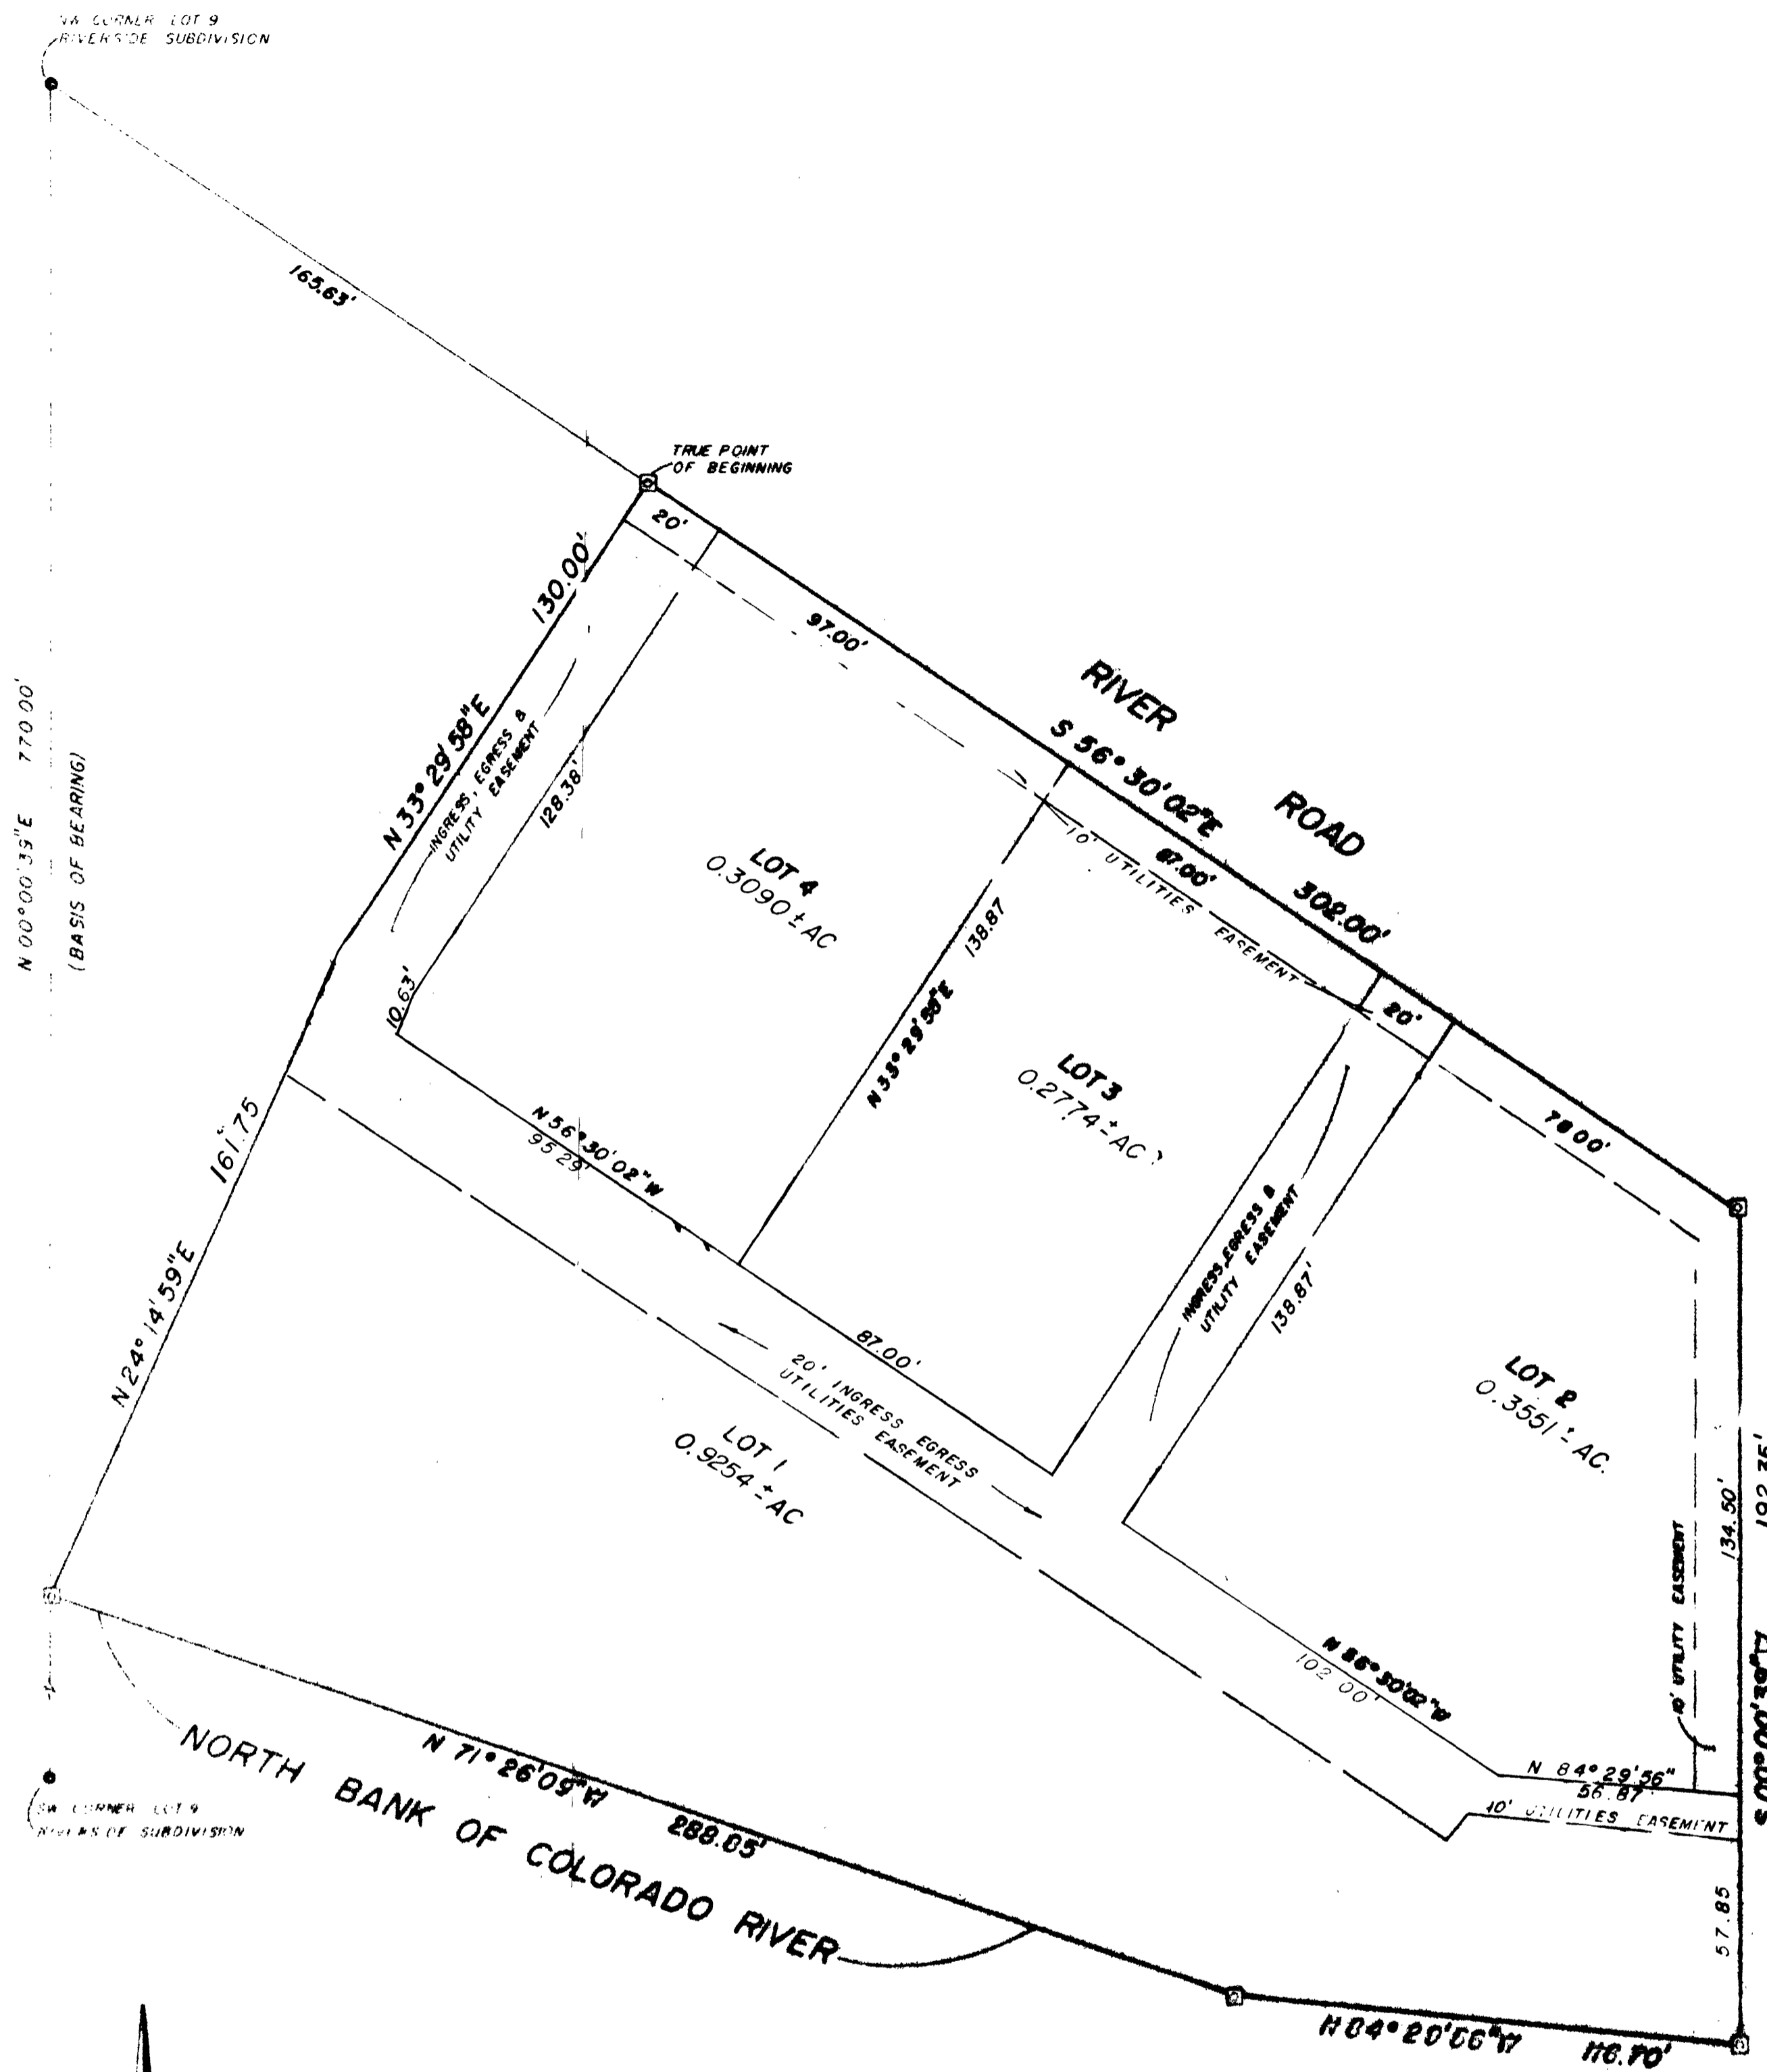 SW CORNER LOT 9
RIVERSIDE SUBDIVISION
165.63'
TRUE POINT
OF BEGINNING
20'
130.00'
97.00'
RIVER
ROAD
S 56° 30' 02" E
302.00'
N 33° 29' 58" E
INGRESS, EGRESS &
UTILITY EASEMENT
128.38'
N 00° 00' 39" E 770.00'
(BASIS OF BEARING)
LOT 4
0.3090 ± AC
10' UTILITIES EASEMENT
87.00'
138.87
N 33° 29' 58" E
20'
10.63'
LOT 3
0.2774 ± AC
78.00'
161.75
N 24° 14' 59" E
N 56° 30' 02" W
95.29'
INGRESS, EGRESS &
UTILITY EASEMENT
138.87'
87.00'
20' INGRESS EGRESS
UTILITIES EASEMENT
LOT 2
0.3551 ± AC.
LOT 1
0.9254 ± AC
134.50'
192.35'
10' UTILITY EASEMENT
102.00'
N 84° 29' 56"
56.87'
10' UTILITIES EASEMENT
NORTH BANK OF COLORADO RIVER
N 71° 26' 09" W
288.85'
SW CORNER LOT 9
RIVERSIDE SUBDIVISION
57.85
116.70'